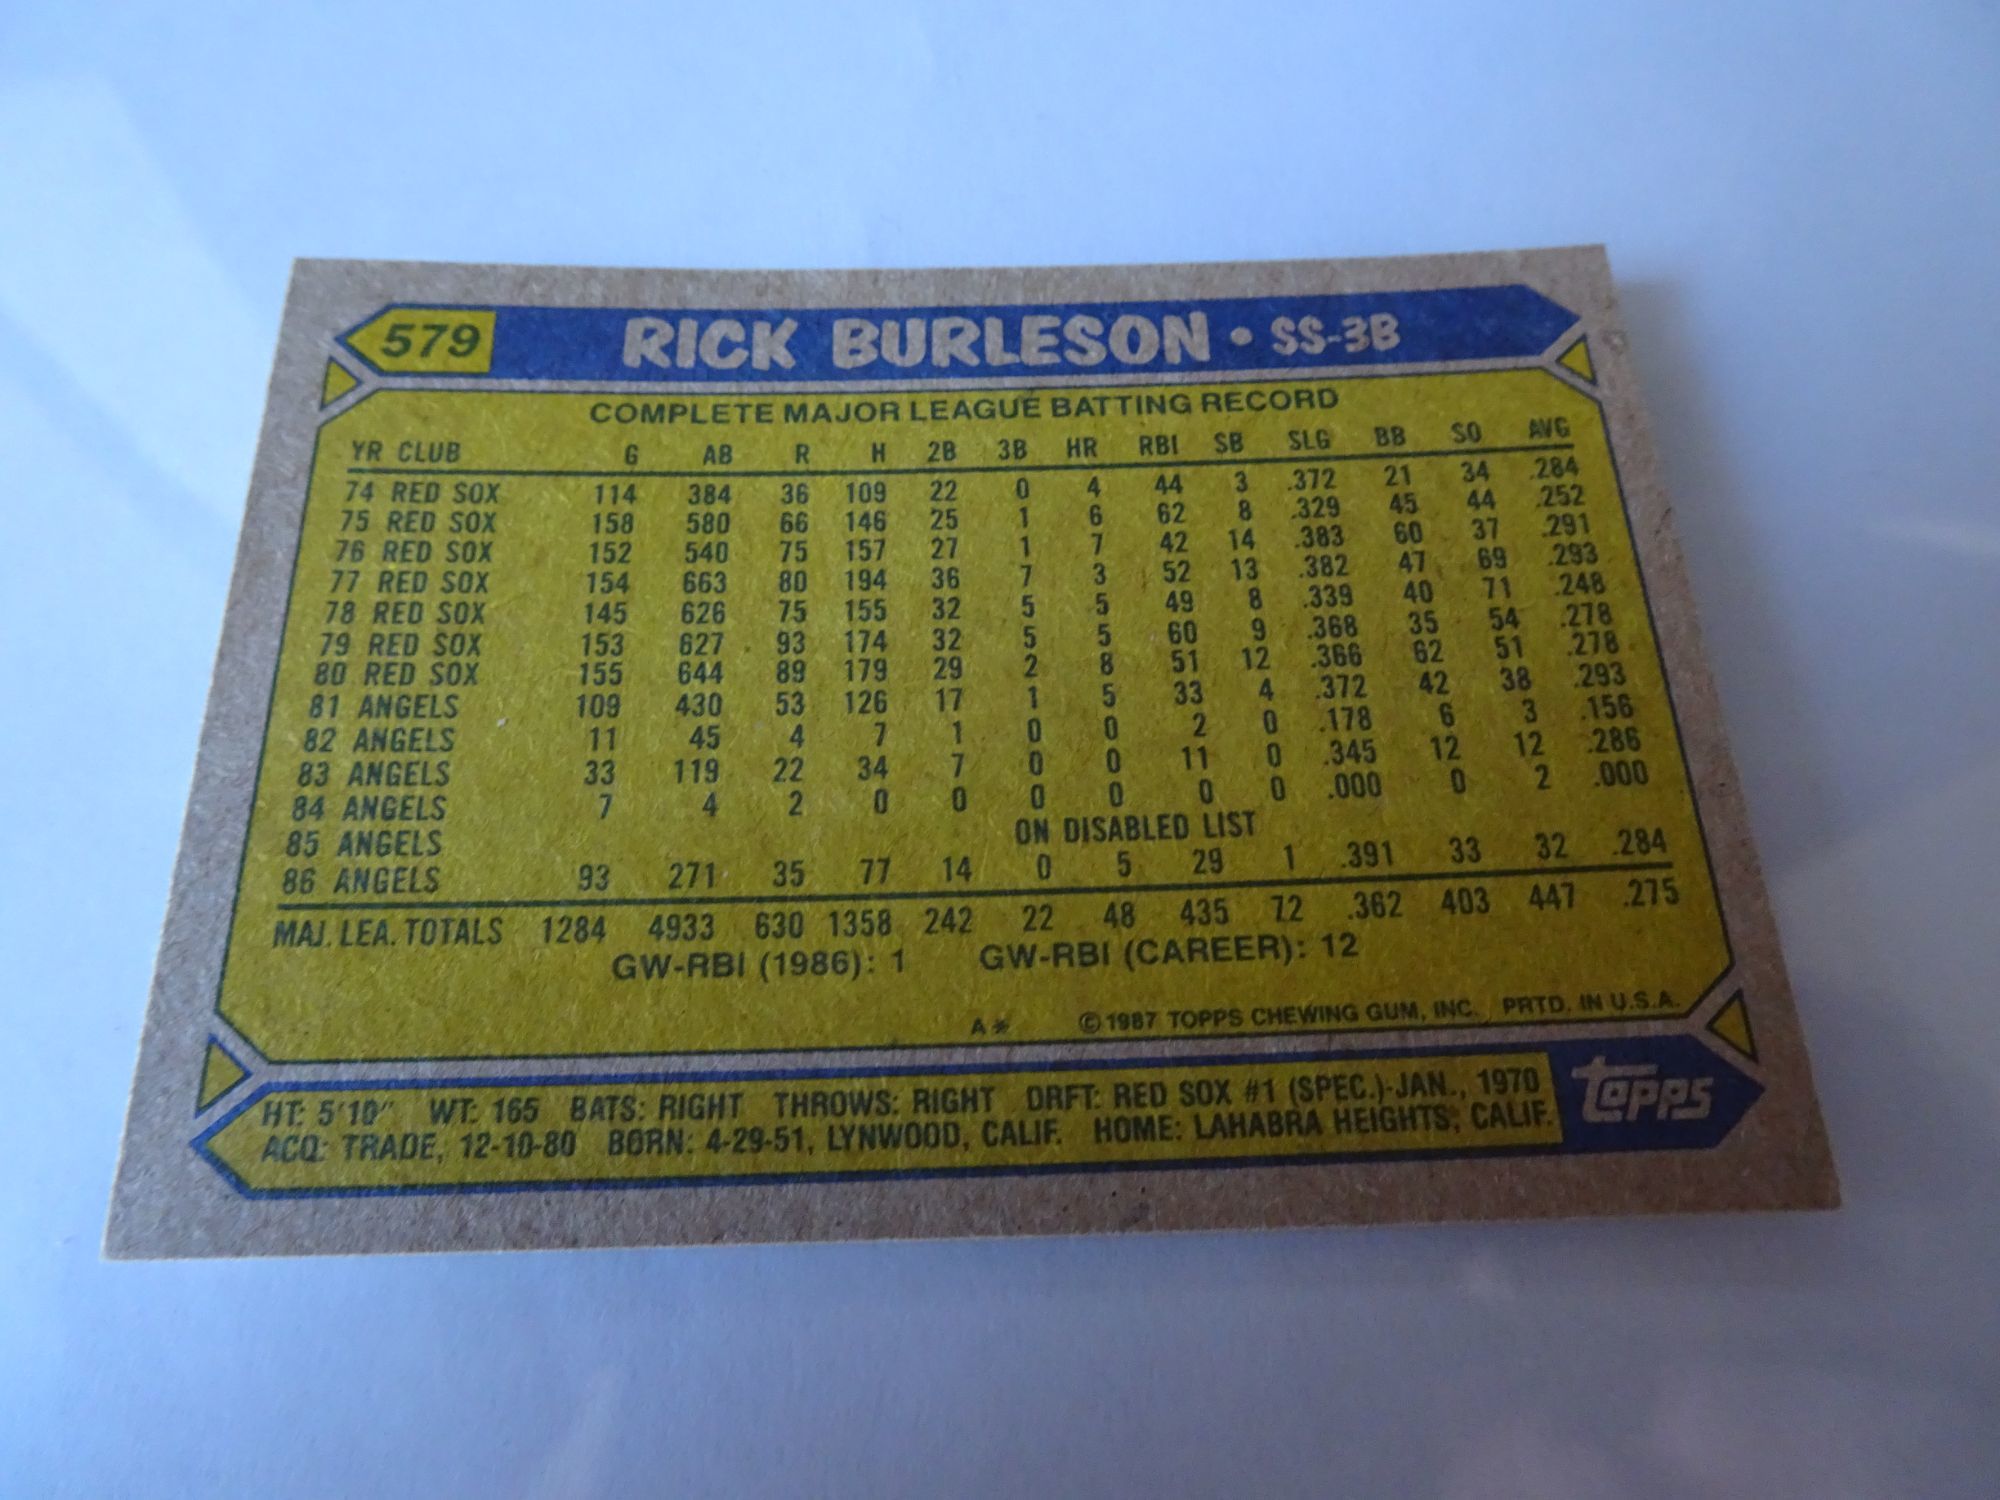 579 RICK BURLESON • SS-3B
COMPLETE MAJOR LEAGUE BATTING RECORD
YR CLUB G AB R H 2B 3B HR RBI SB SLG BB SO AVG
74 RED SOX 114 384 36 109 22 0 4 44 3 .372 21 34 .284
75 RED SOX 158 580 66 146 25 1 6 62 8 .329 45 44 .252
76 RED SOX 152 540 75 157 27 1 7 42 14 .383 60 37 .291
77 RED SOX 154 663 80 194 36 7 3 52 13 .382 47 69 .293
78 RED SOX 145 626 75 155 32 5 5 49 8 .339 40 71 .248
79 RED SOX 153 627 93 174 32 5 5 60 9 .368 35 54 .278
80 RED SOX 155 644 89 179 29 2 8 51 12 .366 62 51 .278
81 ANGELS 109 430 53 126 17 1 5 33 4 .372 42 38 .293
82 ANGELS 11 45 4 7 1 0 0 2 0 .178 6 3 .156
83 ANGELS 33 119 22 34 7 0 0 11 0 .345 12 12 .286
84 ANGELS 7 4 2 0 0 0 0 0 0 .000 0 2 .000
85 ANGELS ON DISABLED LIST
86 ANGELS 93 271 35 77 14 0 5 29 1 .391 33 32 .284
MAJ. LEA. TOTALS 1284 4933 630 1358 242 22 48 435 72 .362 403 447 .275
GW-RBI (1986): 1 GW-RBI (CAREER): 12
A* ©1987 TOPPS CHEWING GUM, INC. PRTD. IN U.S.A.
HT: 5'10" WT: 165 BATS: RIGHT THROWS: RIGHT DRFT: RED SOX #1 (SPEC.)-JAN., 1970
ACQ: TRADE, 12-10-80 BORN: 4-29-51, LYNWOOD, CALIF. HOME: LAHABRA HEIGHTS, CALIF.
topps